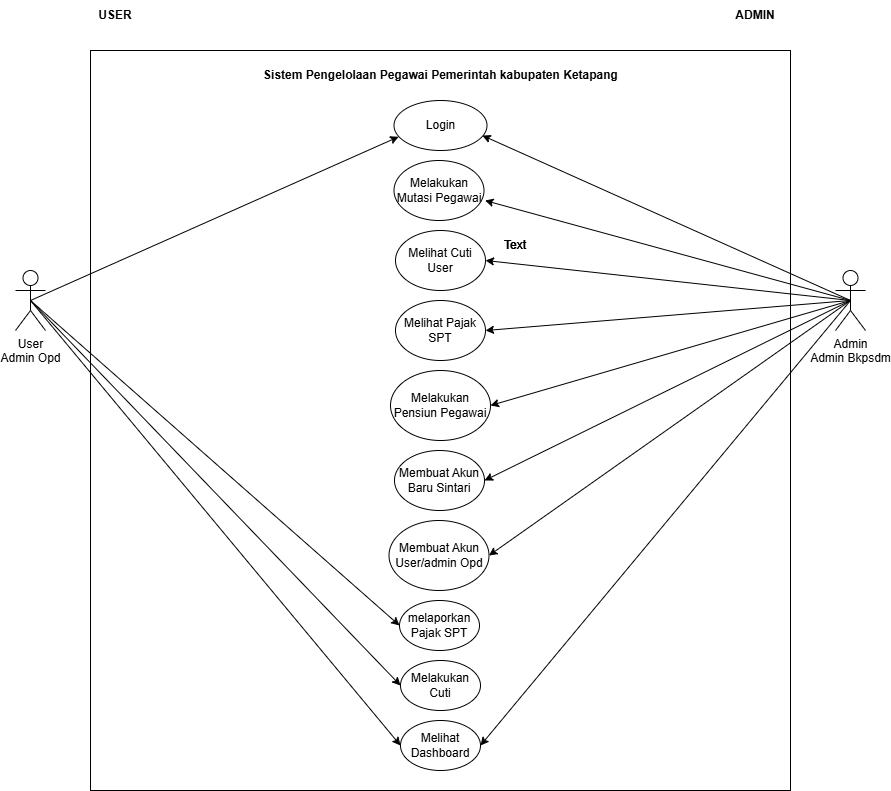 USER
ADMIN
Sistem Pengelolaan Pegawai Pemerintah kabupaten Ketapang
Login
Melakukan
Mutasi Pegawai
Melihat Cuti
User
Text
Melihat Pajak
SPT
User
Admin Opd
Admin
Admin Bkpsdm
Melakukan
Pensiun Pegawai
Membuat Akun
Baru Sintari
Membuat Akun
User/admin Opd
melaporkan
Pajak SPT
Melakukan
Cuti
Melihat
Dashboard